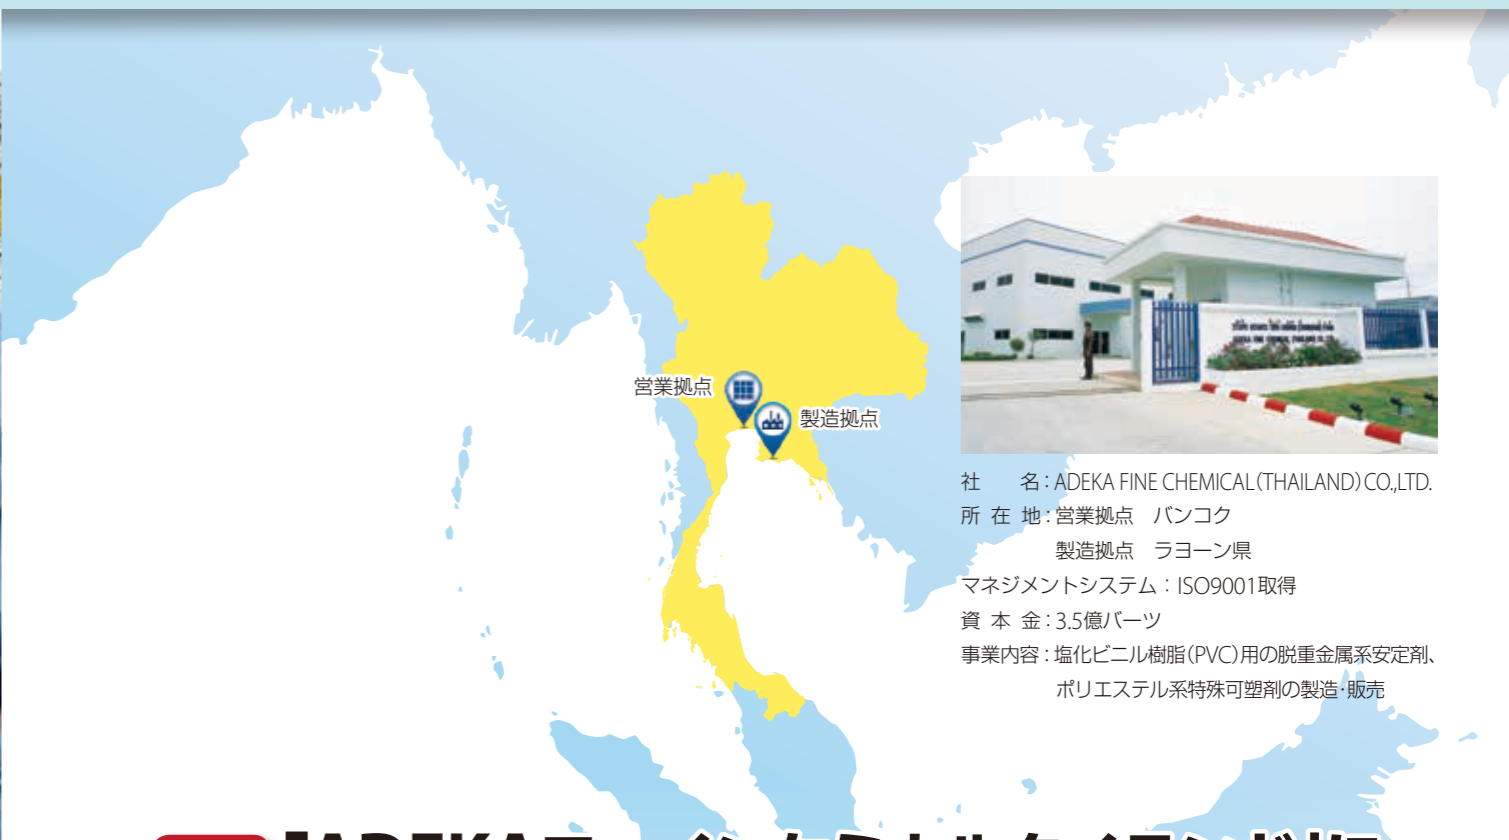 営業拠点
製造拠点
社　　名：ADEKA FINE CHEMICAL（THAILAND）CO.,LTD.
所 在 地：営業拠点　バンコク
製造拠点　ラヨーン県
マネジメントシステム：ISO9001取得
資 本 金：3.5億バーツ
事業内容：塩化ビニル樹脂（PVC）用の脱重金属系安定剤、
ポリエステル系特殊可塑剤の製造・販売